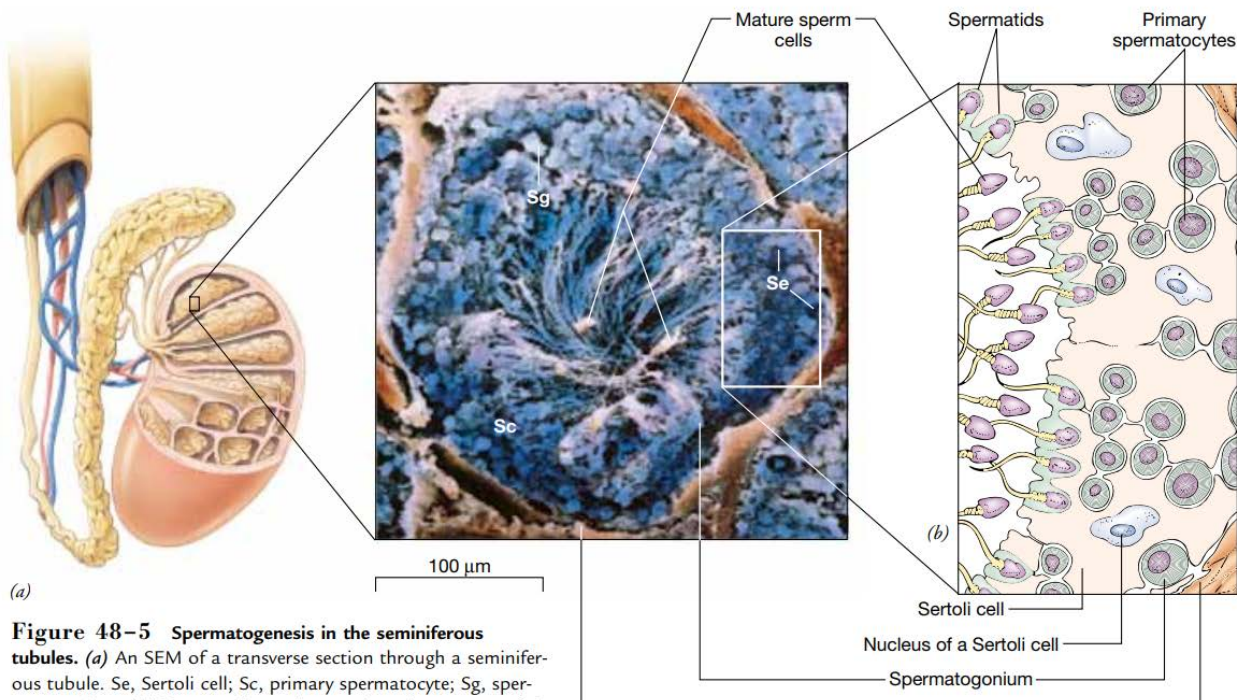 Mature sperm
cells
Spermatids
Primary
spermatocytes
Sg
Se
Sc
(b)
100 μm
(a)
Sertoli cell
Nucleus of a Sertoli cell
Spermatogonium
Figure 48–5 Spermatogenesis in the seminiferous
tubules. (a) An SEM of a transverse section through a seminifer-
ous tubule. Se, Sertoli cell; Sc, primary spermatocyte; Sg, sper-